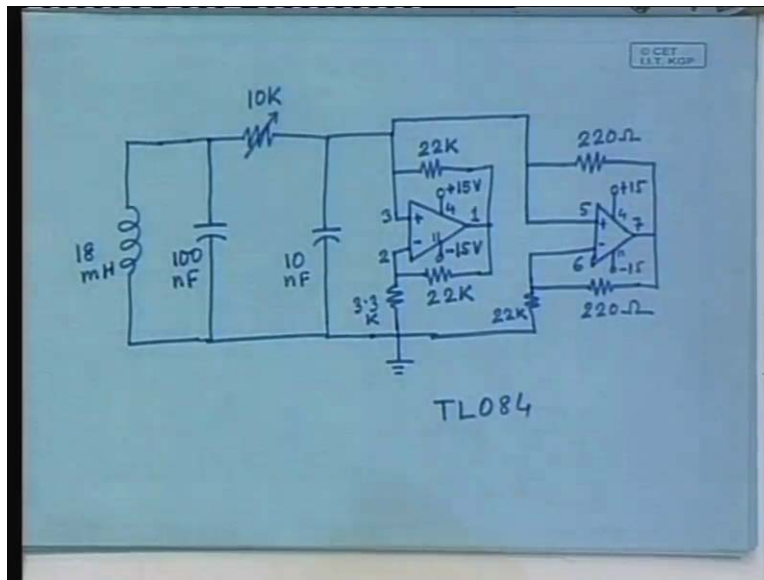 © CET
I.I.T. KGP
10K
22K
220Ω
+15V
+15
3
+
4
1
5
+
4
7
18
mH
100
nF
10
nF
2
-
11
-15V
6
-
11
-15
3.3
K
22K
22K
220Ω
TL084